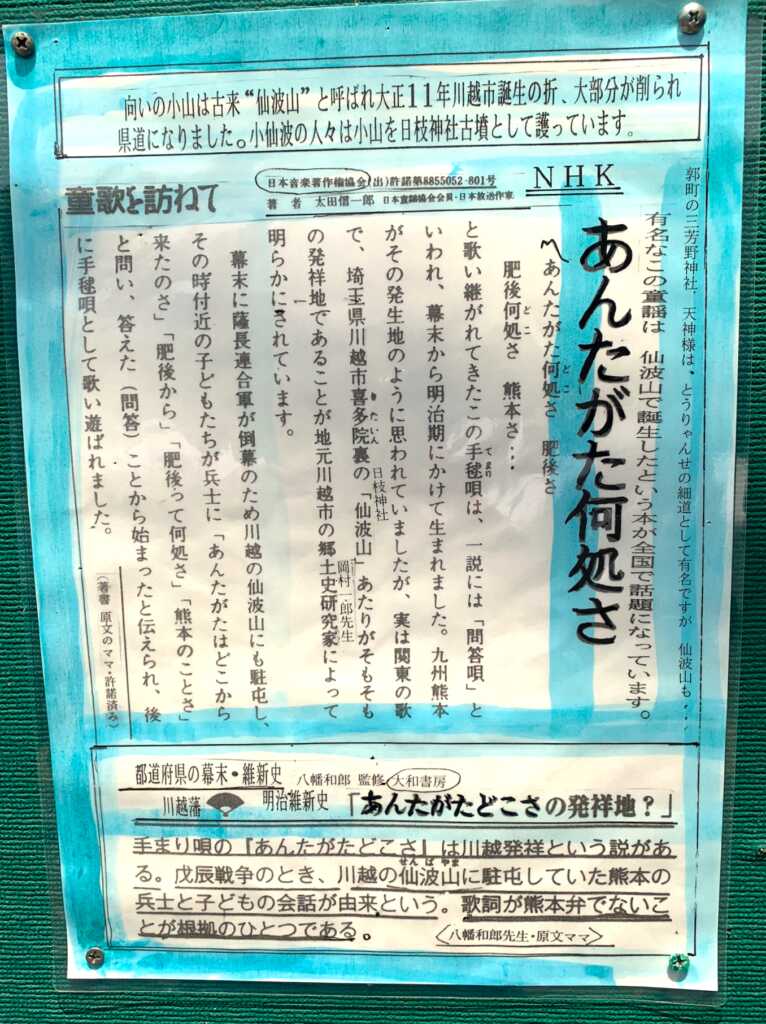 向いの小山は古来“仙波山”と呼ばれ大正11年川越市誕生の折、大部分が削られ
県道になりました。小仙波の人々は小山を日枝神社古墳として護っています。
郭町の三芳野神社．天神様は、とうりゃんせの細道として有名ですが 仙波山も・・
有名なこの童謡は 仙波山で誕生したという本が全国で話題になっています。
NHK
日本音楽著作権協会(出)許諾第8855052-801号
著 者 太田信一郎 日本童謡協会会員・日本放送作家
童歌を訪ねて
あんたがた何処さ
あんたがた何処さ 肥後さ
どこ
肥後何処さ 熊本さ・・・
どこ
と歌い継がれてきたこの手毬唄は、一説には「問答唄」と
てまり
いわれ、幕末から明治期にかけて生まれました。九州熊本
がその発生地のように思われていましたが、実は関東の歌
で、埼玉県川越市喜多院裏の「仙波山」あたりがそもそも
きたいん
日枝神社
の発祥地であることが地元川越市の郷土史研究家によって
岡村一郎先生
明らかにされています。
幕末に薩長連合軍が倒幕のため川越の仙波山にも駐屯し、
その時付近の子どもたちが兵士に「あんたがたはどこから
来たのさ」「肥後から」「肥後って何処さ」「熊本のことさ」
と問い、答えた（問答）ことから始まったと伝えられ、後
に手毬唄として歌い遊ばれました。
（著書 原文のママ・許諾済み）
都道府県の幕末・維新史 八幡和郎 監修 大和書房
川越藩 明治維新史 「あんたがたどこさの発祥地？」
手まり唄の『あんたがたどこさ』は川越発祥という説があ
る。戊辰戦争のとき、川越の仙波山に駐屯していた熊本の
せんばやま
兵士と子どもの会話が由来という。歌詞が熊本弁でないこ
とが根拠のひとつである。
〈八幡和郎先生・原文ママ〉